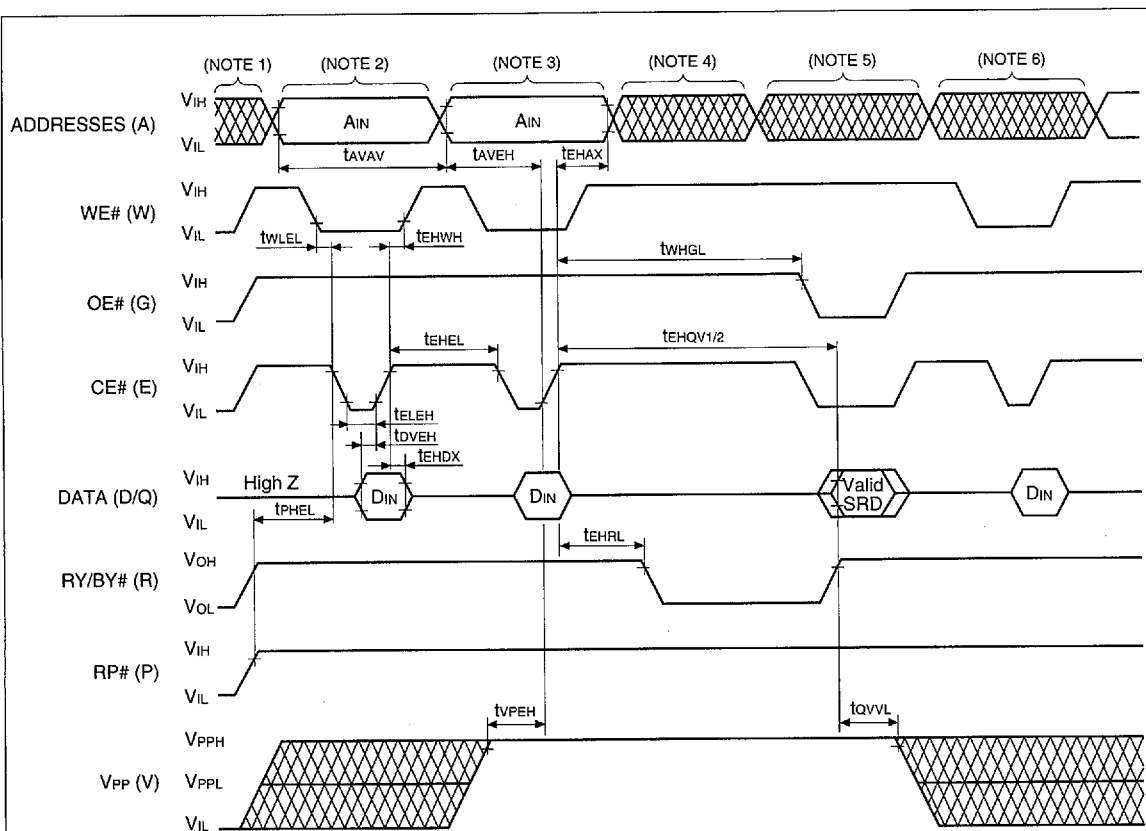 (NOTE 1) (NOTE 2) (NOTE 3) (NOTE 4) (NOTE 5) (NOTE 6)
VIH
ADDRESSES (A)
AIN AIN
VIL
tAVAV tAVEH tEHAX
VIH
WE# (W)
VIL
tWLEL tEHWH
tWHGL
VIH
OE# (G)
VIL
tEHEL tEHQV1/2
VIH
CE# (E)
VIL
tELEH
tDVEH
tEHDX
VIH
High Z
DATA (D/Q)
DIN DIN Valid SRD DIN
VIL
tPHEL
tEHRL
VOH
RY/BY# (R)
VOL
VIH
RP# (P)
VIL
tVPEH tQVVL
VPPH
VPP (V)
VPPL
VIL